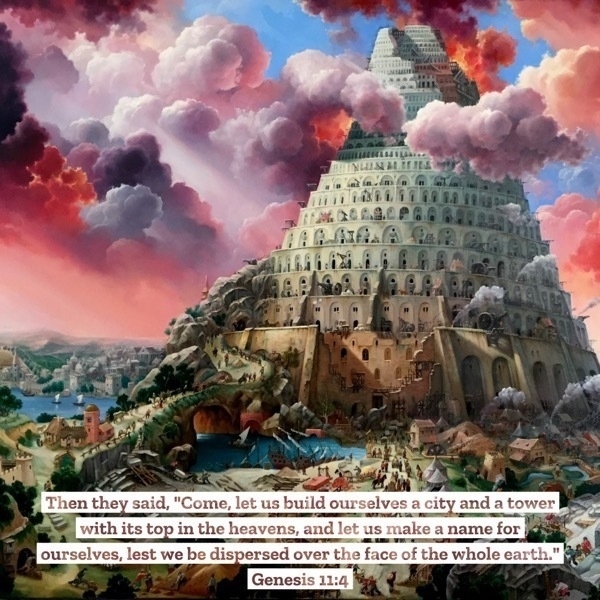 Then they said, "Come, let us build ourselves a city and a tower
with its top in the heavens, and let us make a name for
ourselves, lest we be dispersed over the face of the whole earth."
Genesis 11:4